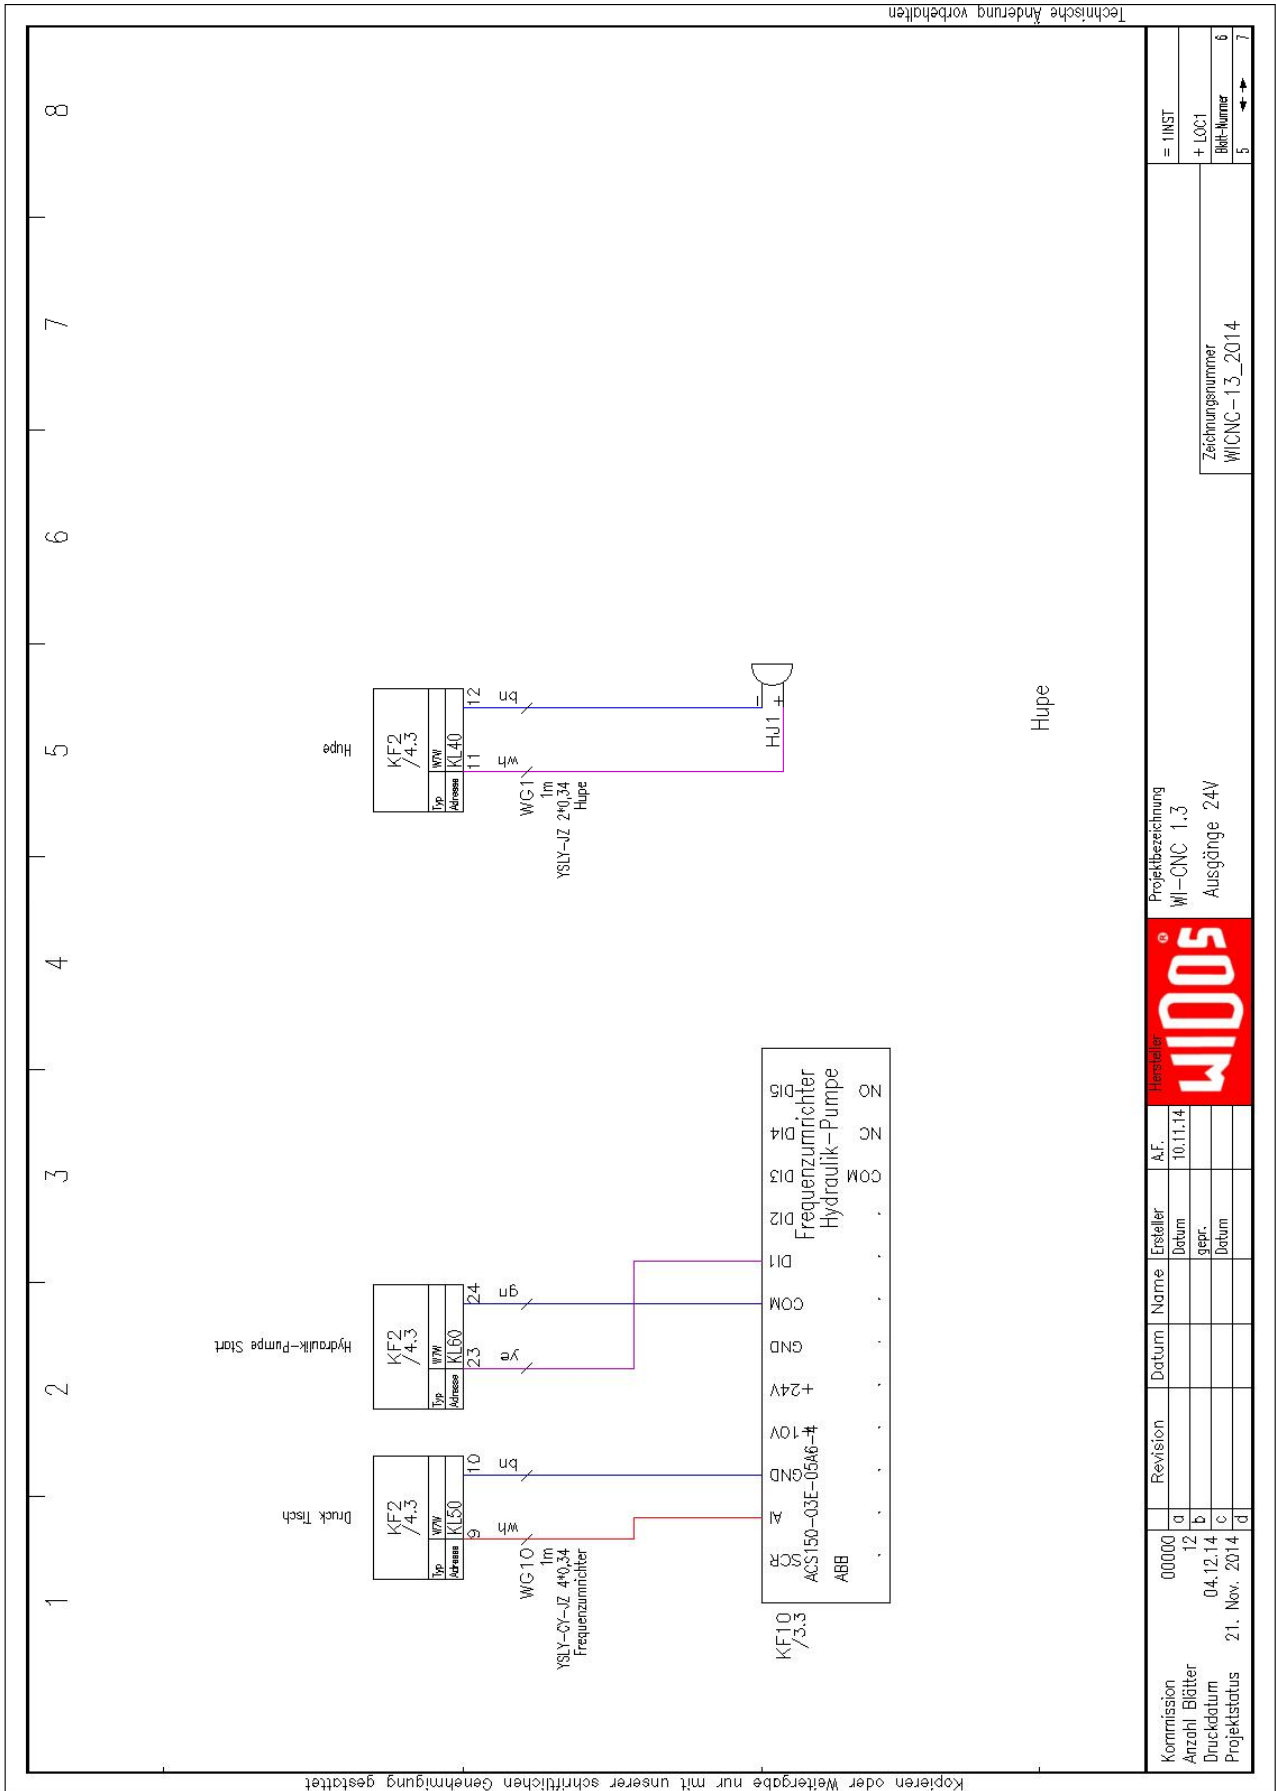 Technische Änderung vorbehalten
Kopieren oder Weitergabe nur mit unserer schriftlichen Genehmigung gestattet
1
2
3
4
5
6
7
8
Druck Tisch
KF2
/4.3
Typ
Adresse KL50
9
10
wh
bn
WG10
1m
YSLY-CY-JZ 4*0,34
Frequenzumrichter
Hydraulik-Pumpe Start
KF2
/4.3
Typ
Adresse KL60
23
24
ye
gn
Hupe
KF2
/4.3
Typ
Adresse KL40
11
12
wh
bn
WG1
1m
YSLY-JZ 2*0,34
Hupe
HJ1
- +
Hupe
KF10
/3.3
SCR AI GND 10V +24V GND COM DI1 DI2 DI3 DI4 DI5
Frequenzumrichter
Hydraulik-Pumpe
ACS150-03E-05A6-4
ABB
COM NC NO
Kommission 00000
Anzahl Blätter 12
Druckdatum 04.12.14
Projektstatus 21. Nov. 2014
a
b
c
d
Revision Datum Name
Ersteller A.F.
Datum 10.11.14
gepr.
Datum
Hersteller
WIDOS ®
Projektbezeichnung
WI-CNC 1.3
Ausgänge 24V
Zeichnungsnummer
WICNC-13_2014
= 1INST
+ LOC1
Blatt-Nummer 6
5 7